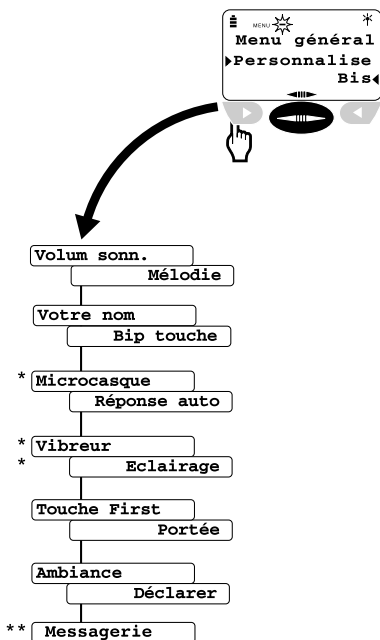 MENU
Menu général
Personnalise
Bis
Volum sonn.
Mélodie
Votre nom
Bip touche
* Microcasque
Réponse auto
* Vibreur
* Eclairage
Touche First
Portée
Ambiance
Déclarer
** Messagerie